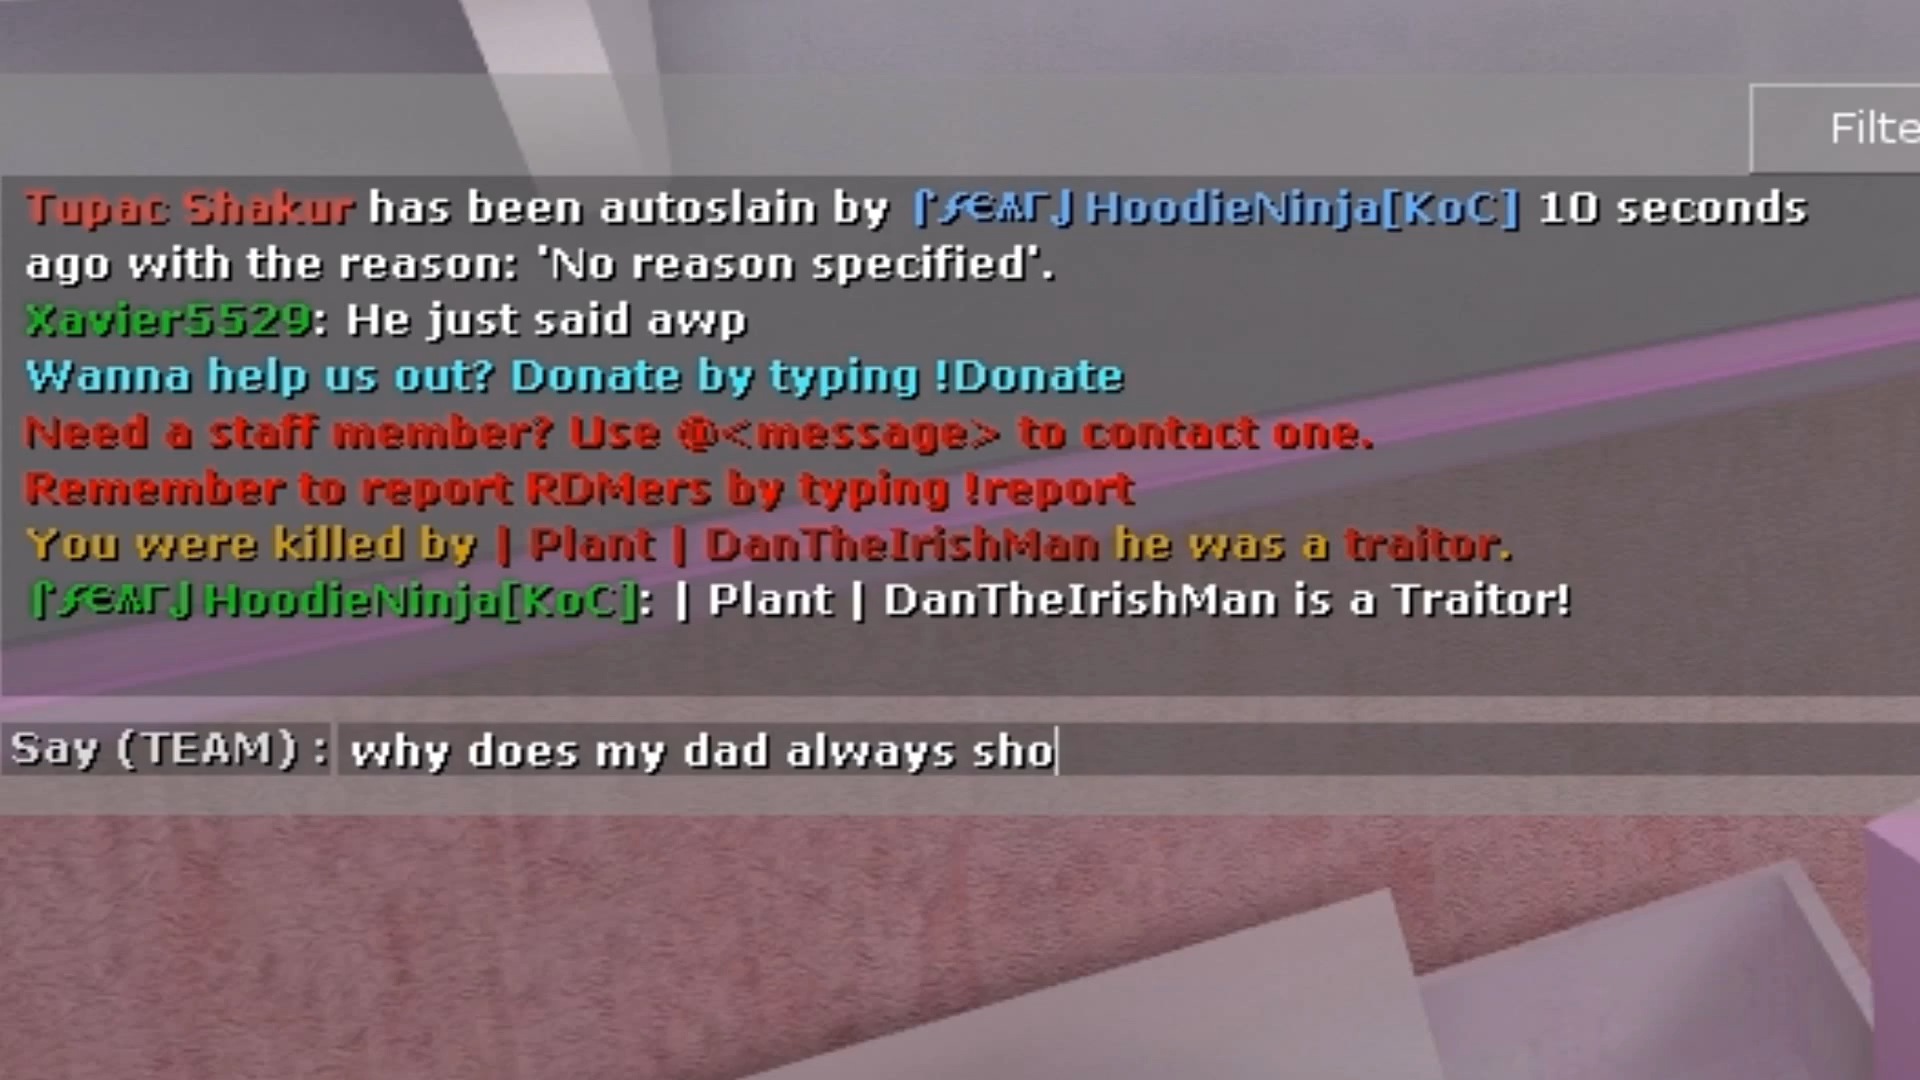 Filte
Tupac Shakur has been autoslain by HoodieNinja[KoC] 10 seconds
ago with the reason: 'No reason specified'.
Xavier5529: He just said awp
Wanna help us out? Donate by typing !Donate
Need a staff member? Use @<message> to contact one.
Remember to report RDMers by typing !report
You were killed by | Plant | DanTheIrishMan he was a traitor.
HoodieNinja[KoC]: | Plant | DanTheIrishMan is a Traitor!
Say (TEAM) : why does my dad always sho